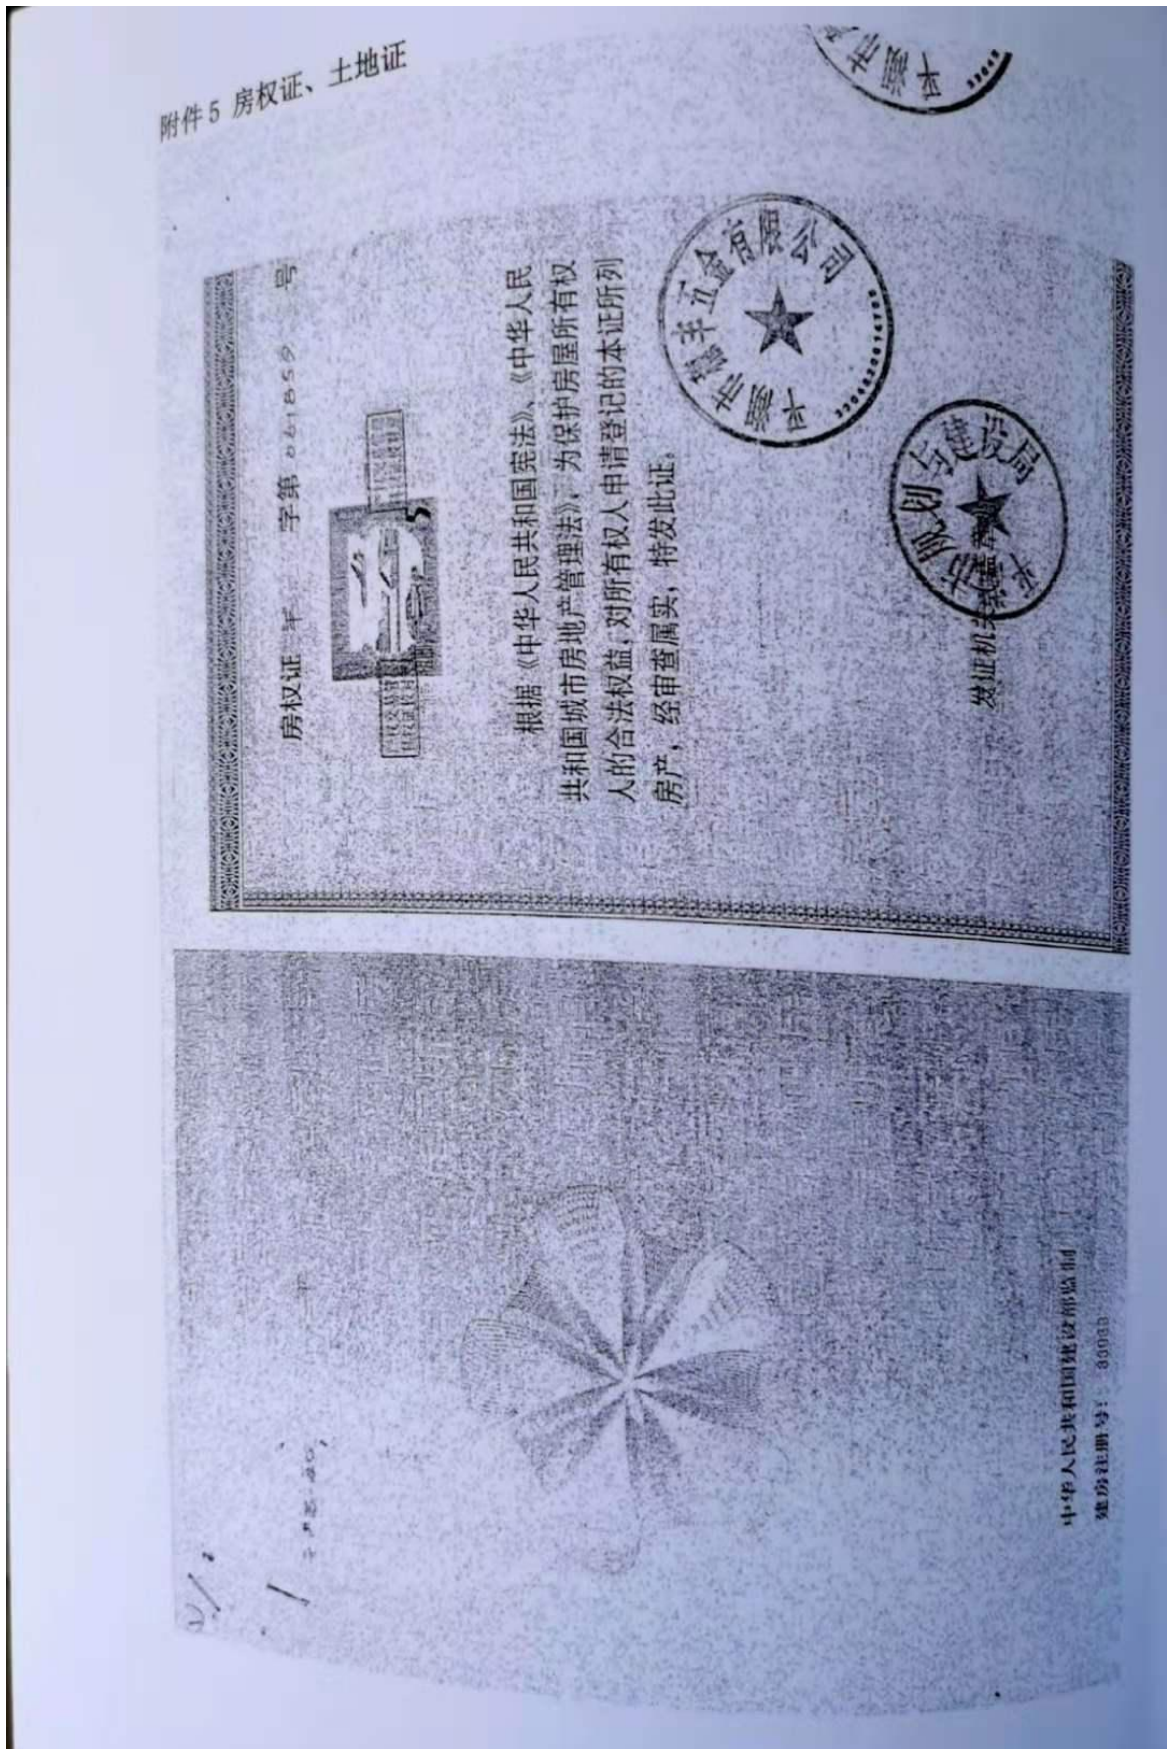 附件5 房权证、土地证
房权证 平 字第 号
根据《中华人民共和国宪法》、《中华人民
共和国城市房地产管理法》,为保护房屋所有权
人的合法权益,对所有权人申请登记的本证所列
房产,经审查属实,特发此证。
五金有限公司
平 市规划与建设局
发证机关
中华人民共和国建设部监制
建房注册号: